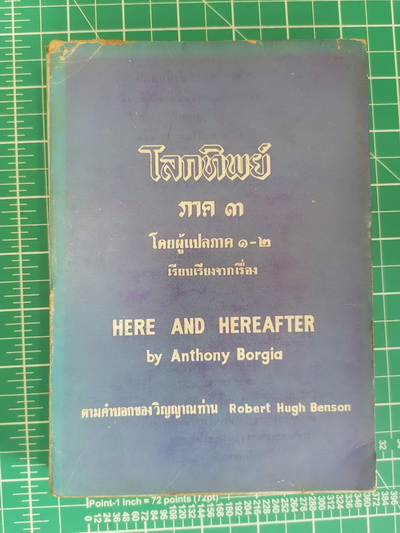 โลกทิพย์
ภาค ๓
โดยผู้แปลภาค ๑-๒
เรียบเรียงจากเรื่อง
HERE AND HEREAFTER
by Anthony Borgia
ตามคำบอกของวิญญาณท่าน Robert Hugh Benson
Point-1 inch = 72 points (72pt)